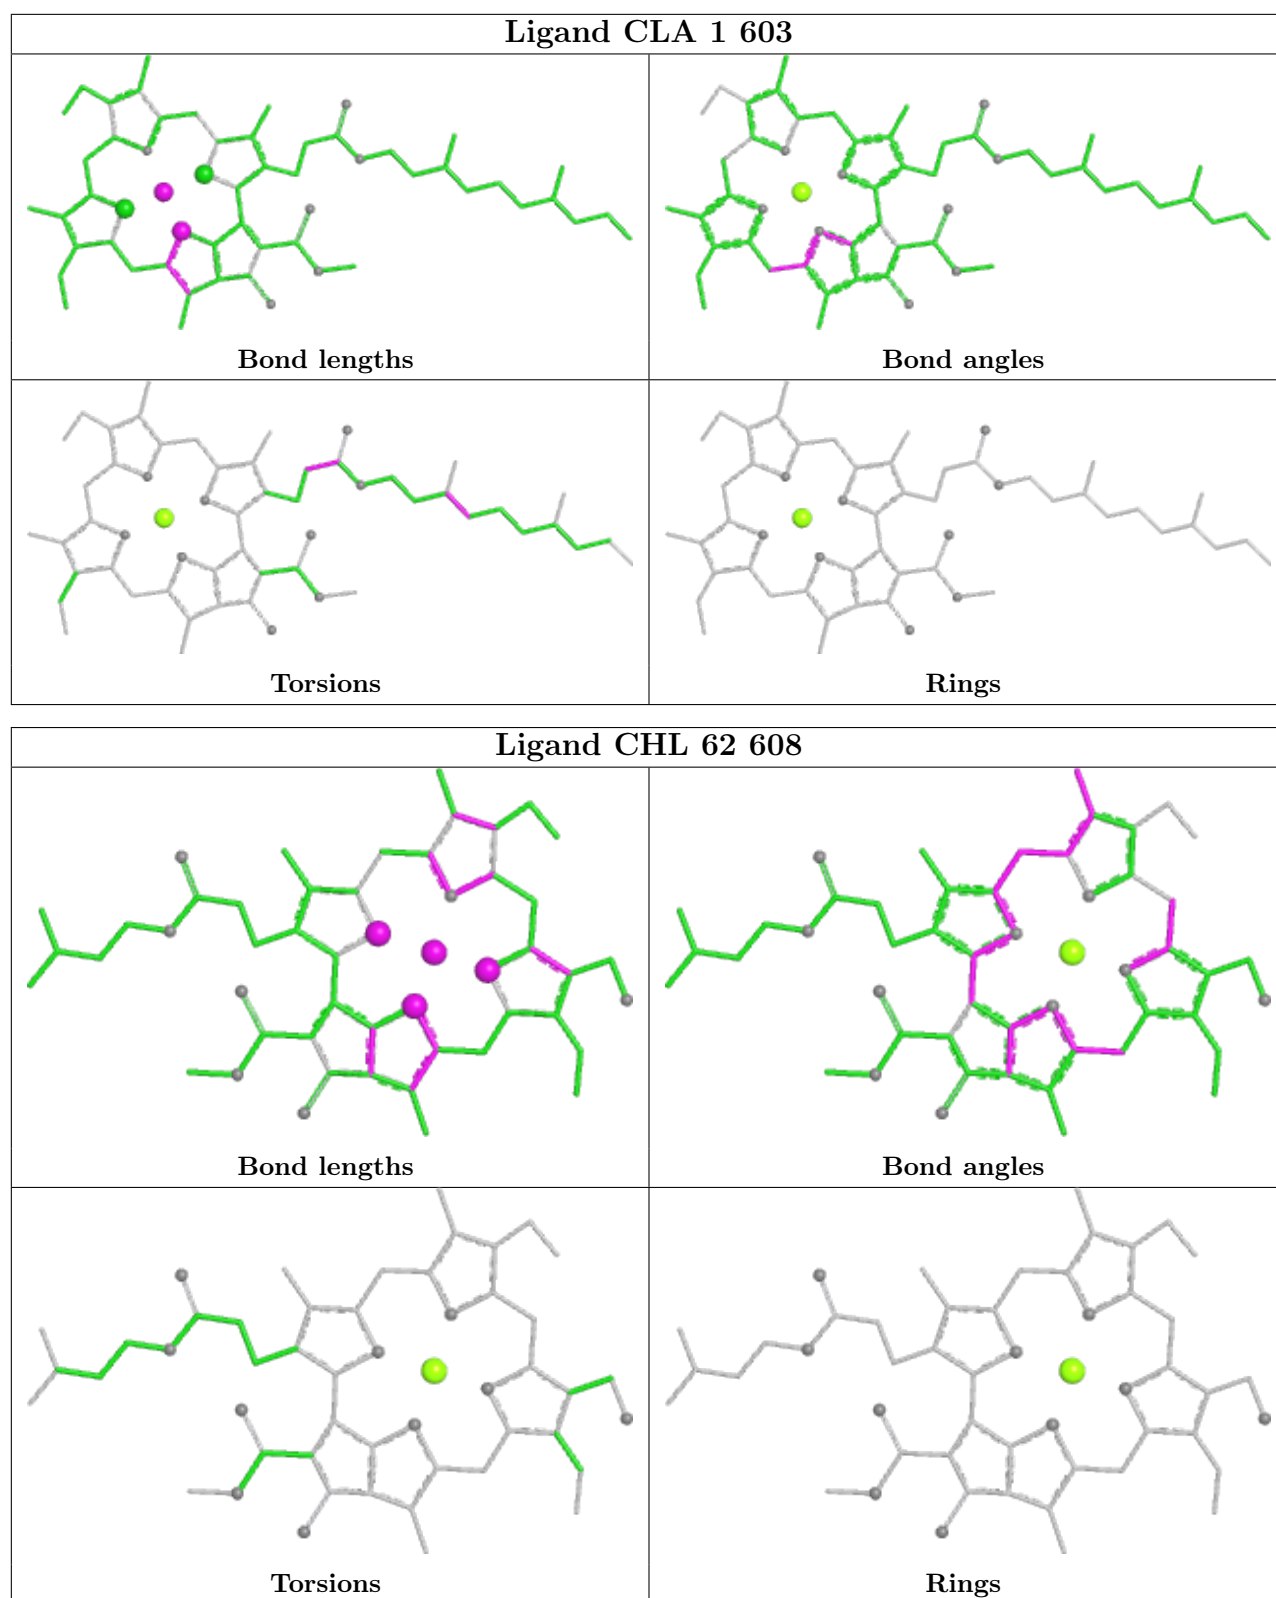 Ligand CLA 1 603
Bond lengths
Bond angles
Torsions
Rings
Ligand CHL 62 608
Bond lengths
Bond angles
Torsions
Rings